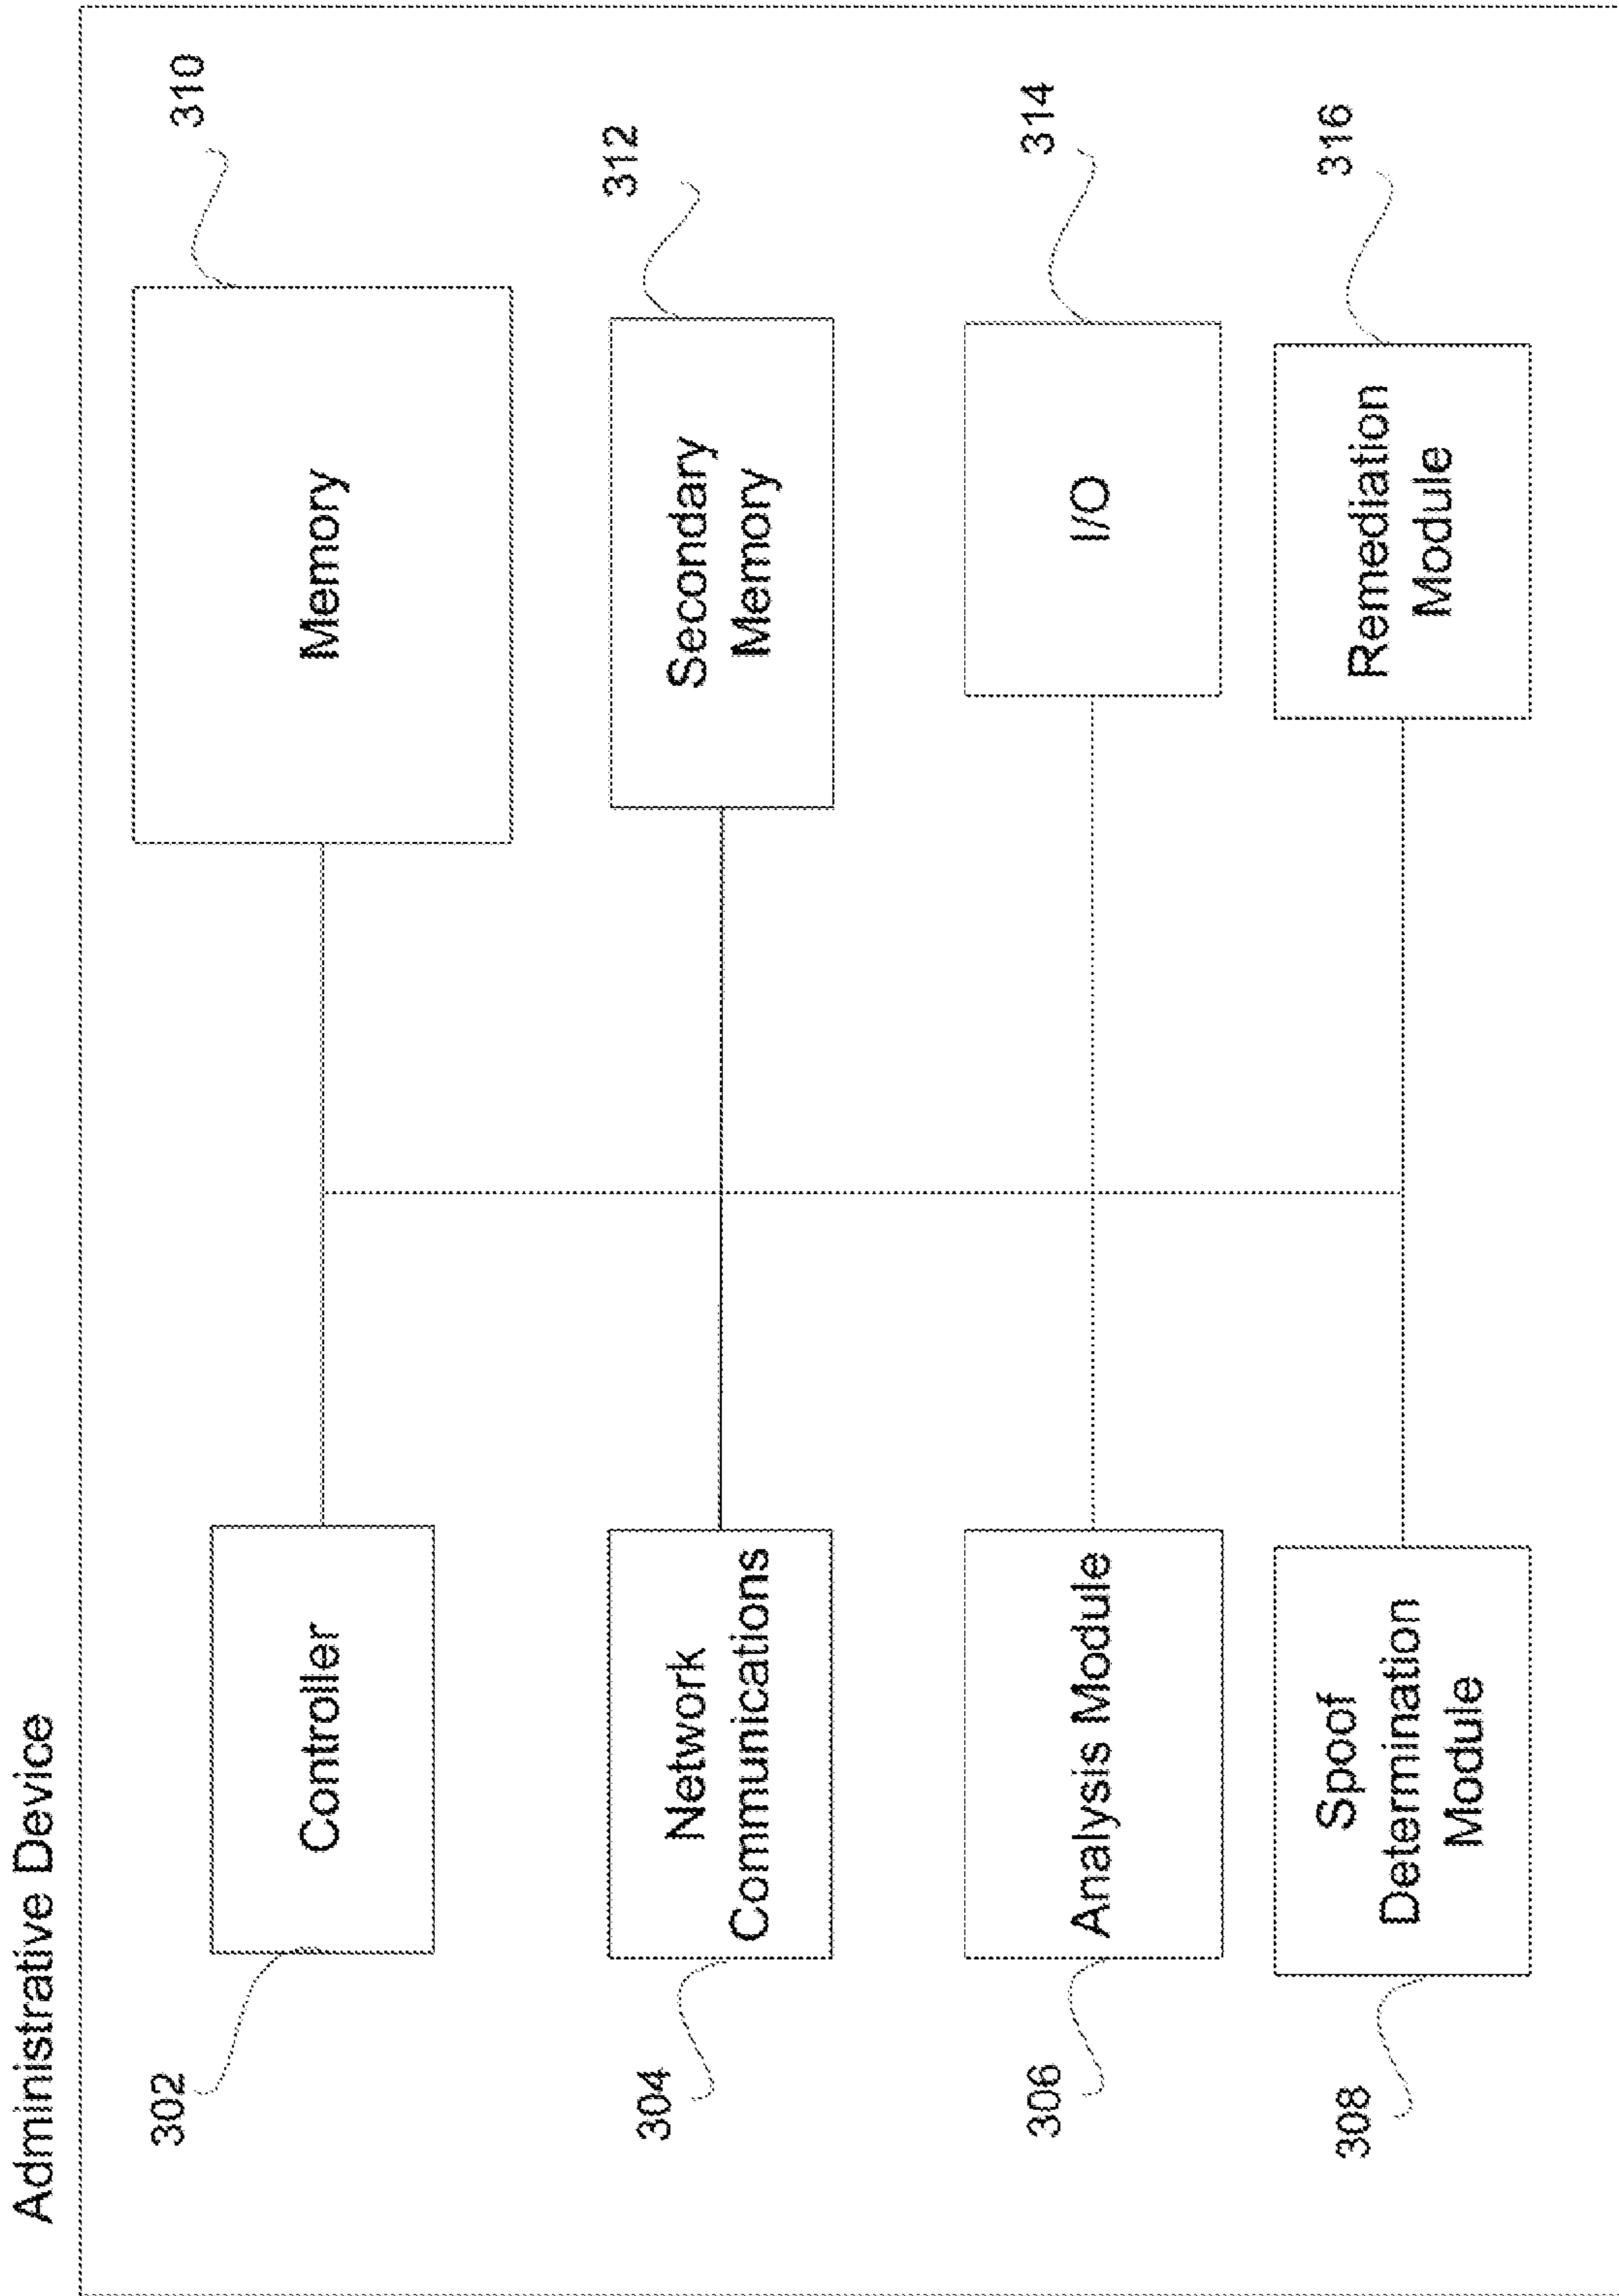 Administrative Device
302
Controller
Memory
310
304
Network
Communications
Secondary
Memory
312
306
Analysis Module
I/O
314
308
Spoof
Determination
Module
Remediation
Module
316